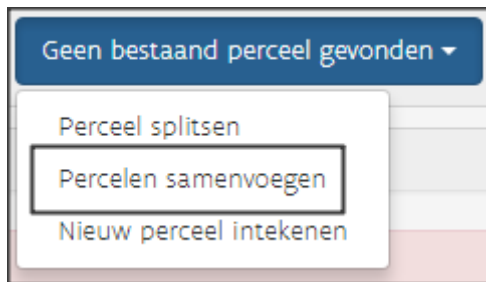 Geen bestaand perceel gevonden
Perceel splitsen
Percelen samenvoegen
Nieuw perceel intekenen